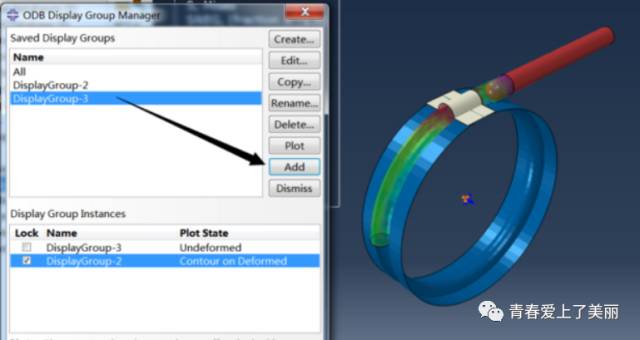 ODB Display Group Manager
Saved Display Groups
Create...
Name
Edit...
All
Copy...
DisplayGroup-2
DisplayGroup-3
Rename...
Delete...
Plot
Add
Dismiss
Display Group Instances
Lock Name Plot State
DisplayGroup-3 Undeformed
DisplayGroup-2 Contour on Deformed
青春爱上了美丽